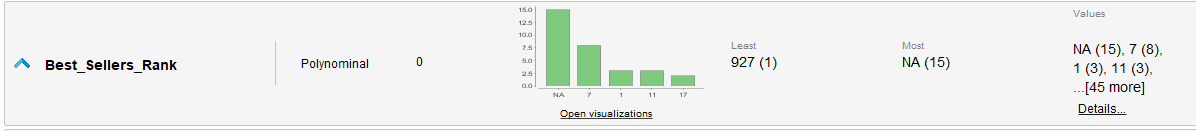 Best_Sellers_Rank
Polynominal
0
15.0
12.5
10.0
7.5
5.0
2.5
0.0
NA 7 1 11 17
Open visualizations
Least
927 (1)
Most
NA (15)
Values
NA (15), 7 (8),
1 (3), 11 (3),
...[45 more]
Details...